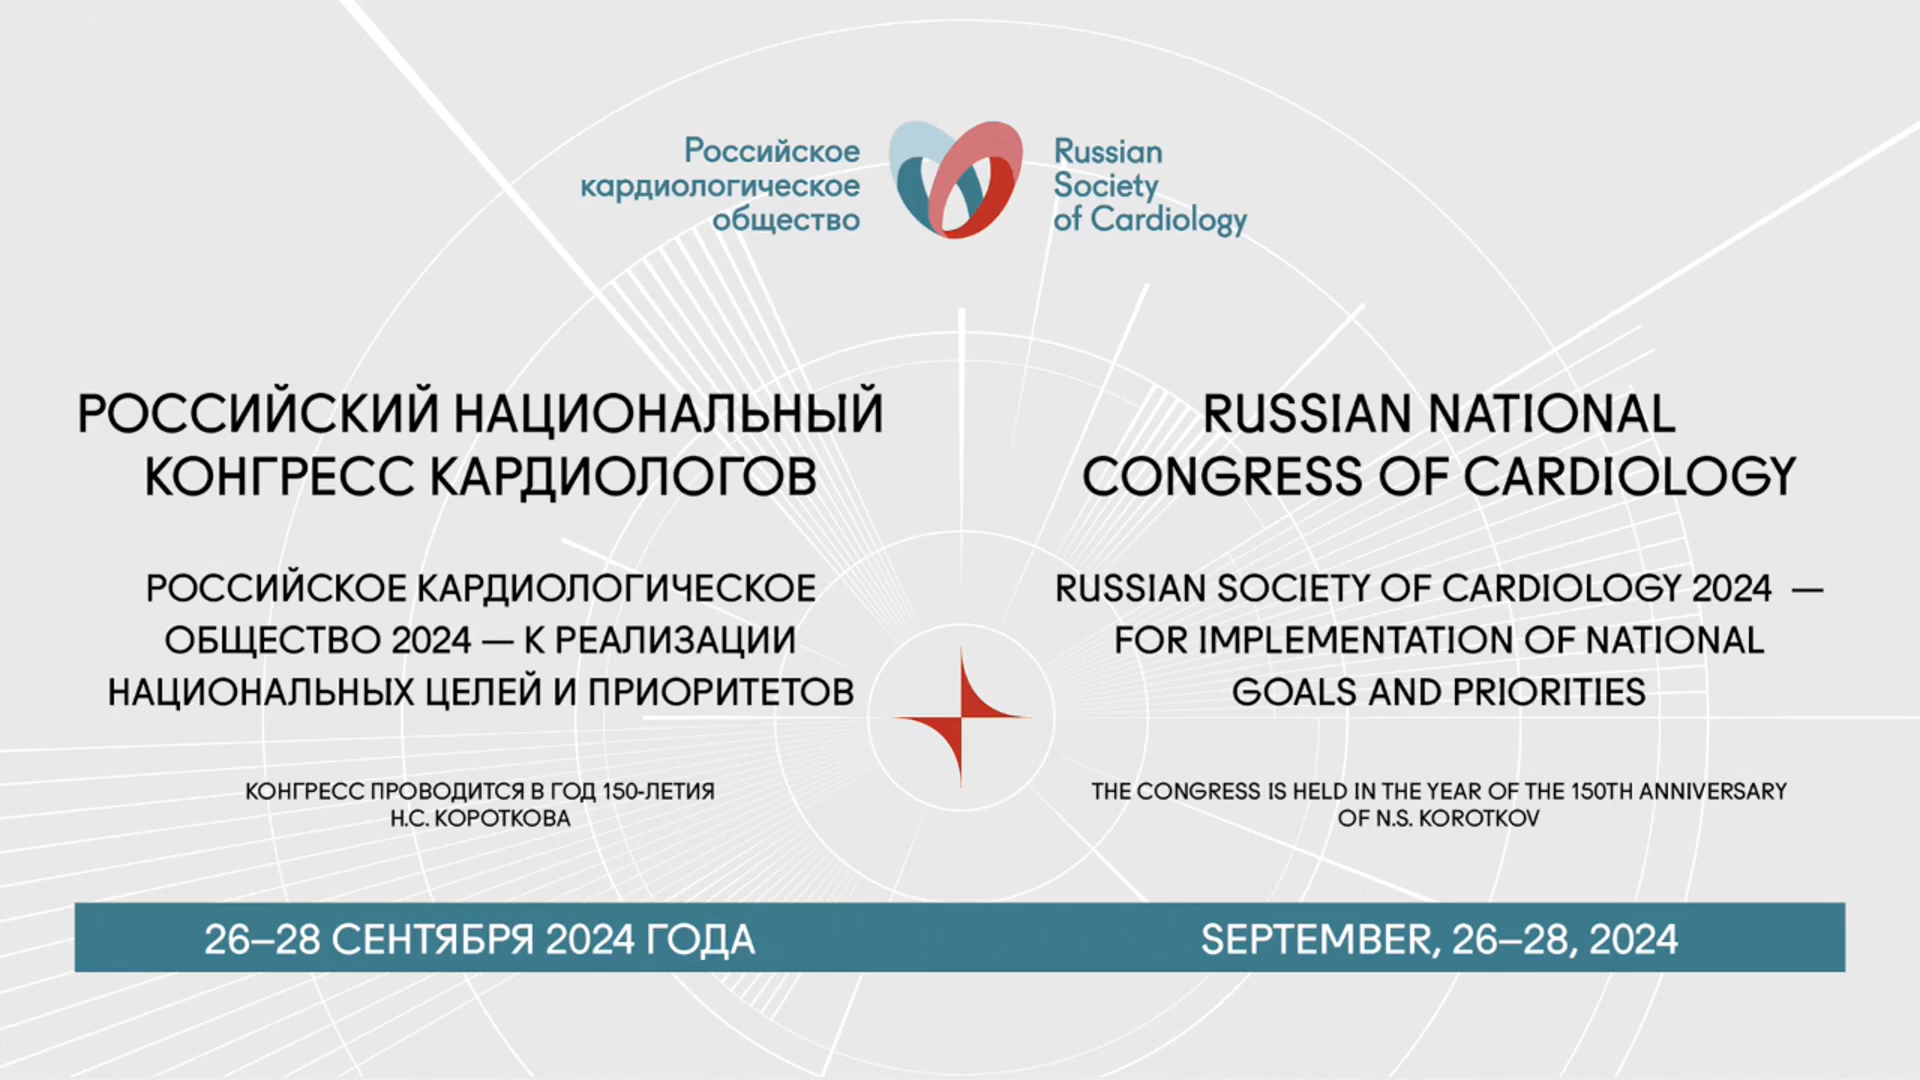 Российское
кардиологическое
общество
Russian
Society
of Cardiology
РОССИЙСКИЙ НАЦИОНАЛЬНЫЙ
КОНГРЕСС КАРДИОЛОГОВ
РОССИЙСКОЕ КАРДИОЛОГИЧЕСКОЕ
ОБЩЕСТВО 2024 — К РЕАЛИЗАЦИИ
НАЦИОНАЛЬНЫХ ЦЕЛЕЙ И ПРИОРИТЕТОВ
КОНГРЕСС ПРОВОДИТСЯ В ГОД 150-ЛЕТИЯ
Н.С. КОРОТКОВА
26–28 СЕНТЯБРЯ 2024 ГОДА
RUSSIAN NATIONAL
CONGRESS OF CARDIOLOGY
RUSSIAN SOCIETY OF CARDIOLOGY 2024 —
FOR IMPLEMENTATION OF NATIONAL
GOALS AND PRIORITIES
THE CONGRESS IS HELD IN THE YEAR OF THE 150TH ANNIVERSARY
OF N.S. KOROTKOV
SEPTEMBER, 26–28, 2024